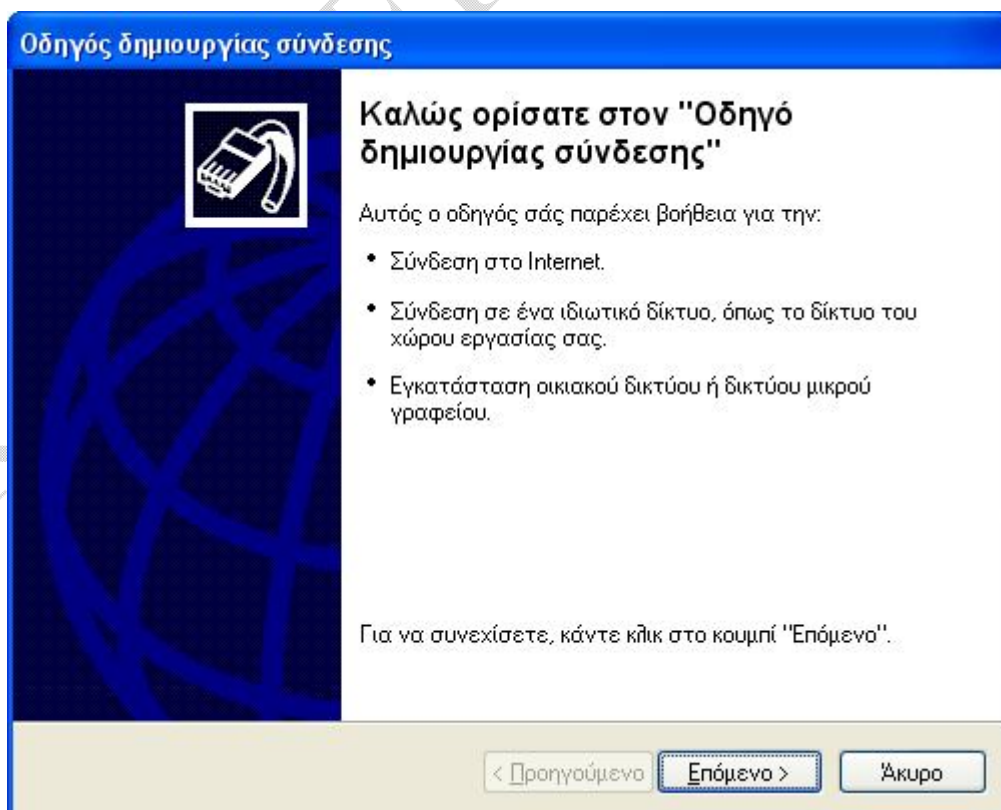 Οδηγός δημιουργίας σύνδεσης
Καλώς ορίσατε στον "Οδηγό
δημιουργίας σύνδεσης"
Αυτός ο οδηγός σάς παρέχει βοήθεια για την:
• Σύνδεση στο Internet.
• Σύνδεση σε ένα ιδιωτικό δίκτυο, όπως το δίκτυο του
χώρου εργασίας σας.
• Εγκατάσταση οικιακού δικτύου ή δικτύου μικρού
γραφείου.
Για να συνεχίσετε, κάντε κλικ στο κουμπί "Επόμενο".
< Προηγούμενο Επόμενο > Άκυρο